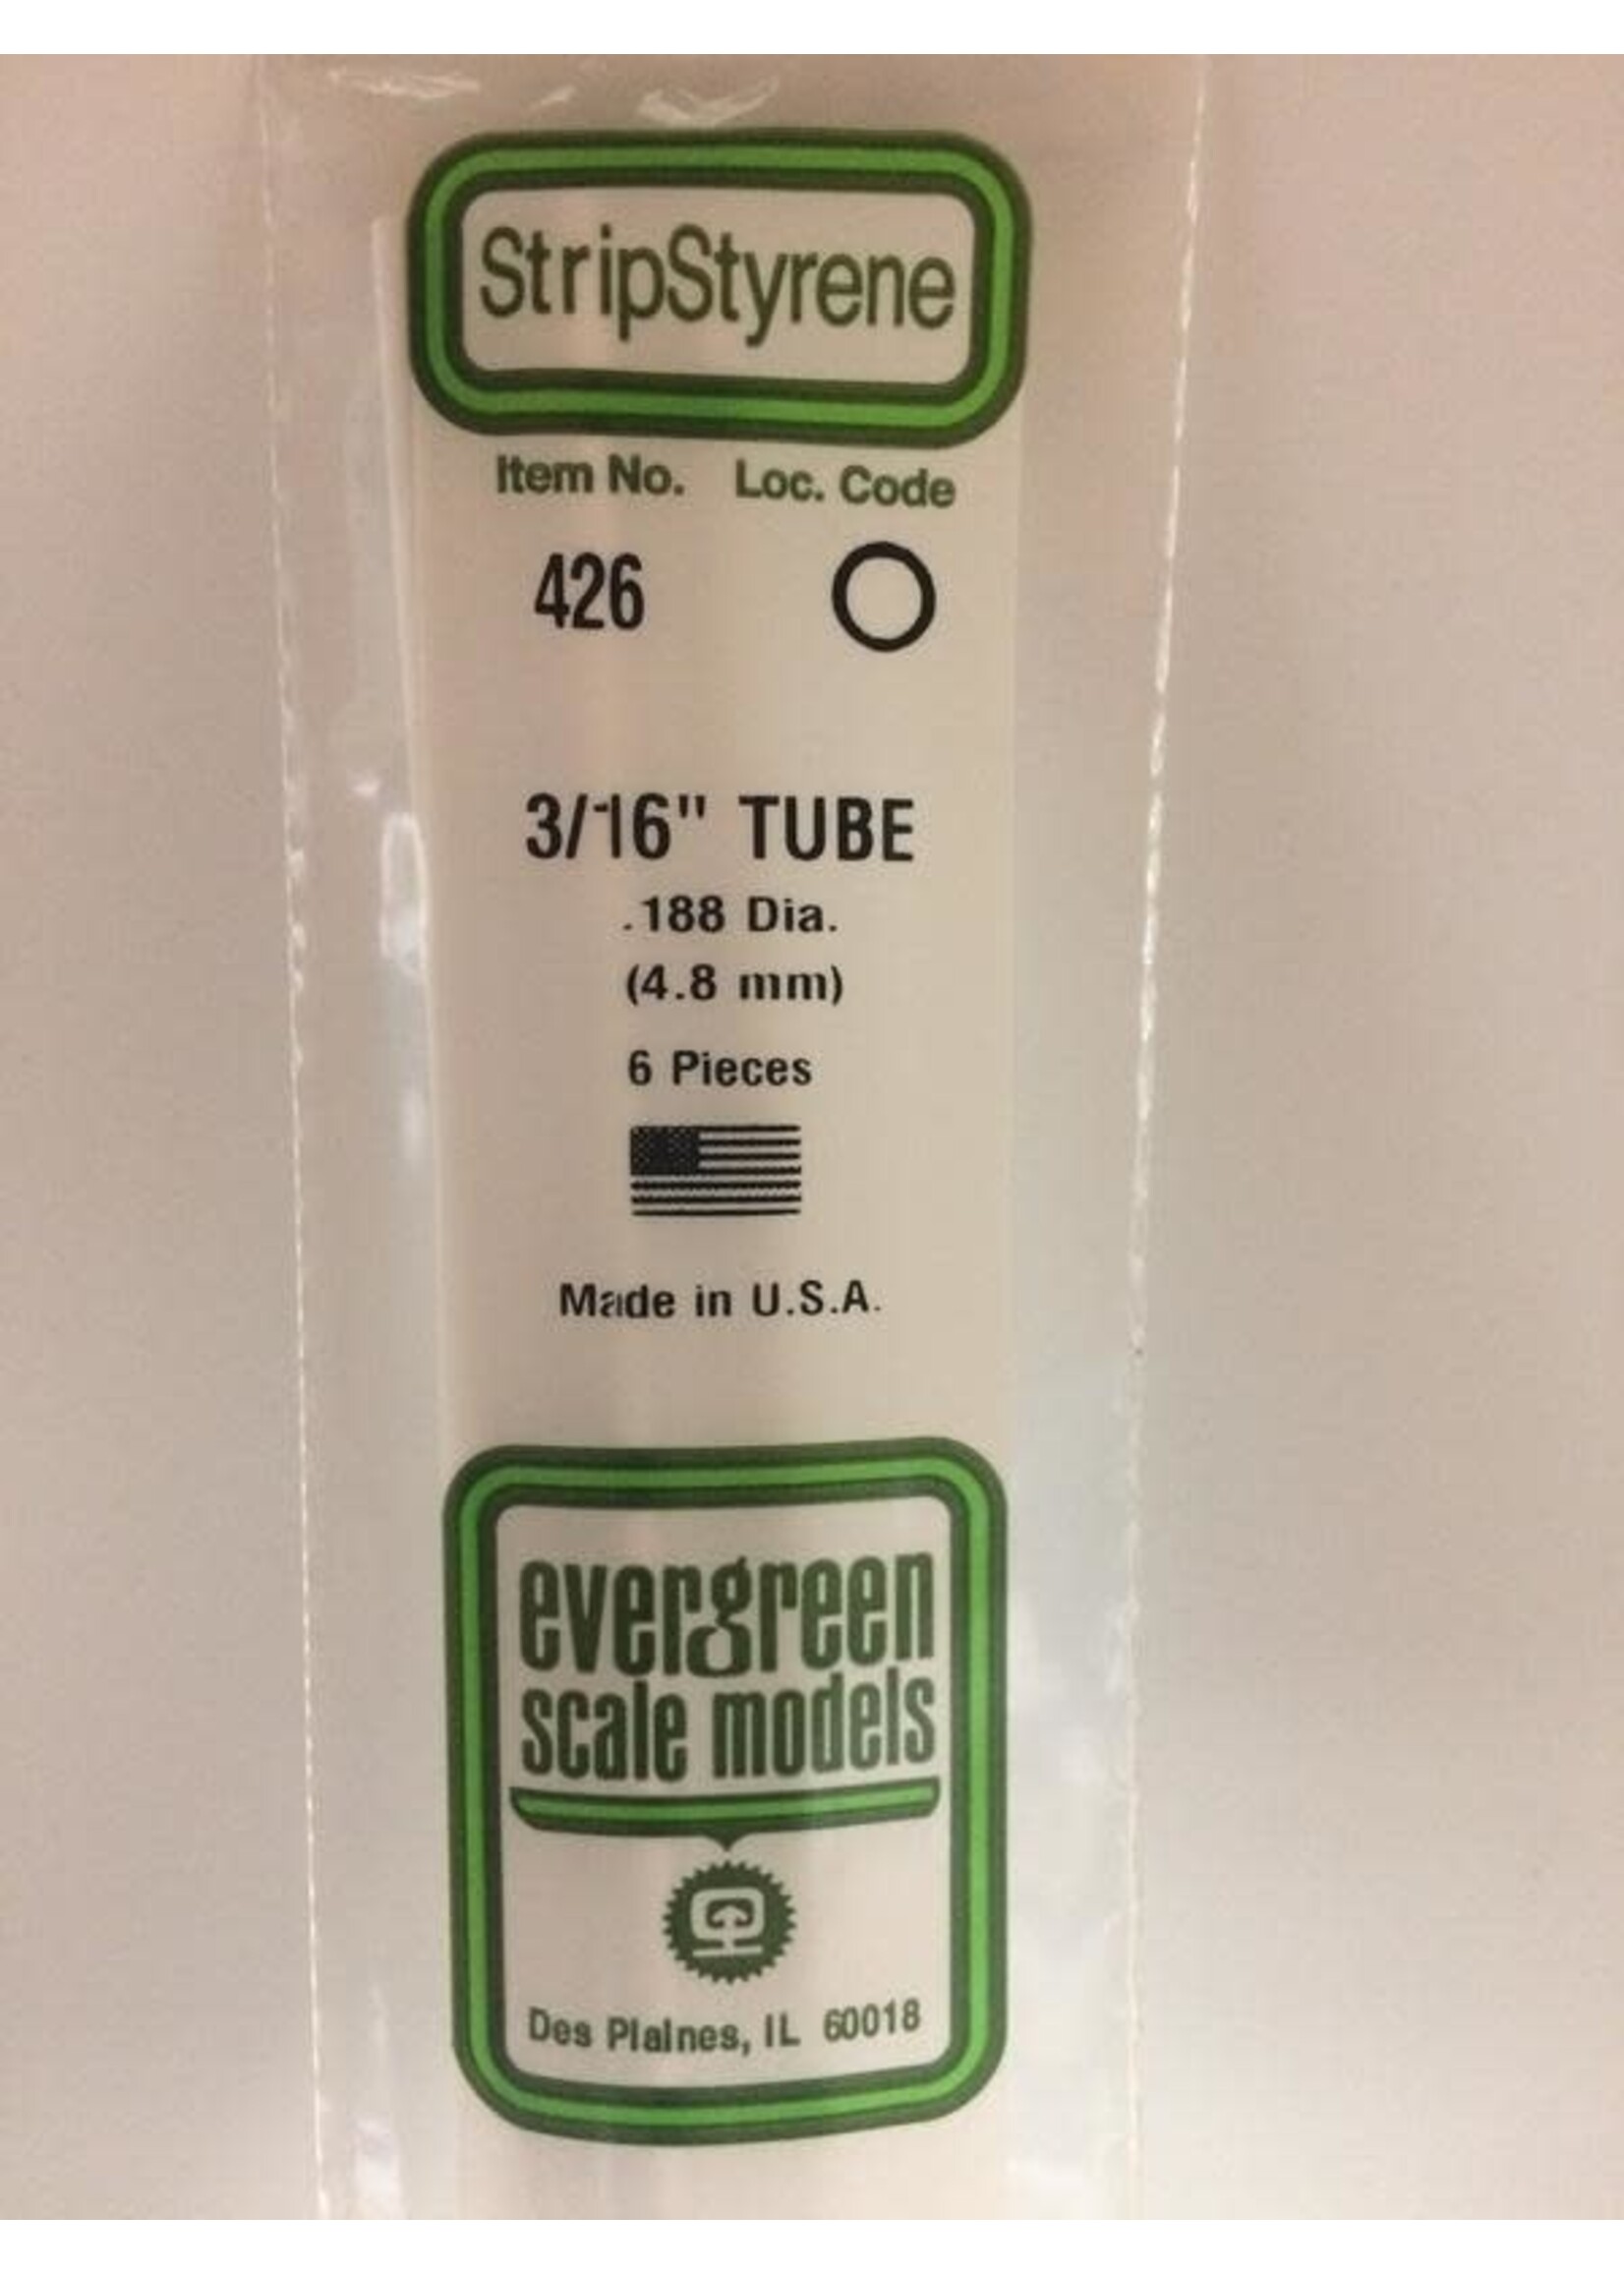 StripStyrene
Item No. Loc. Code
426
3/16" TUBE
.188 Dia.
(4.8 mm)
6 Pieces
Made in U.S.A.
evergreen
scale models
Des Plaines, IL 60018